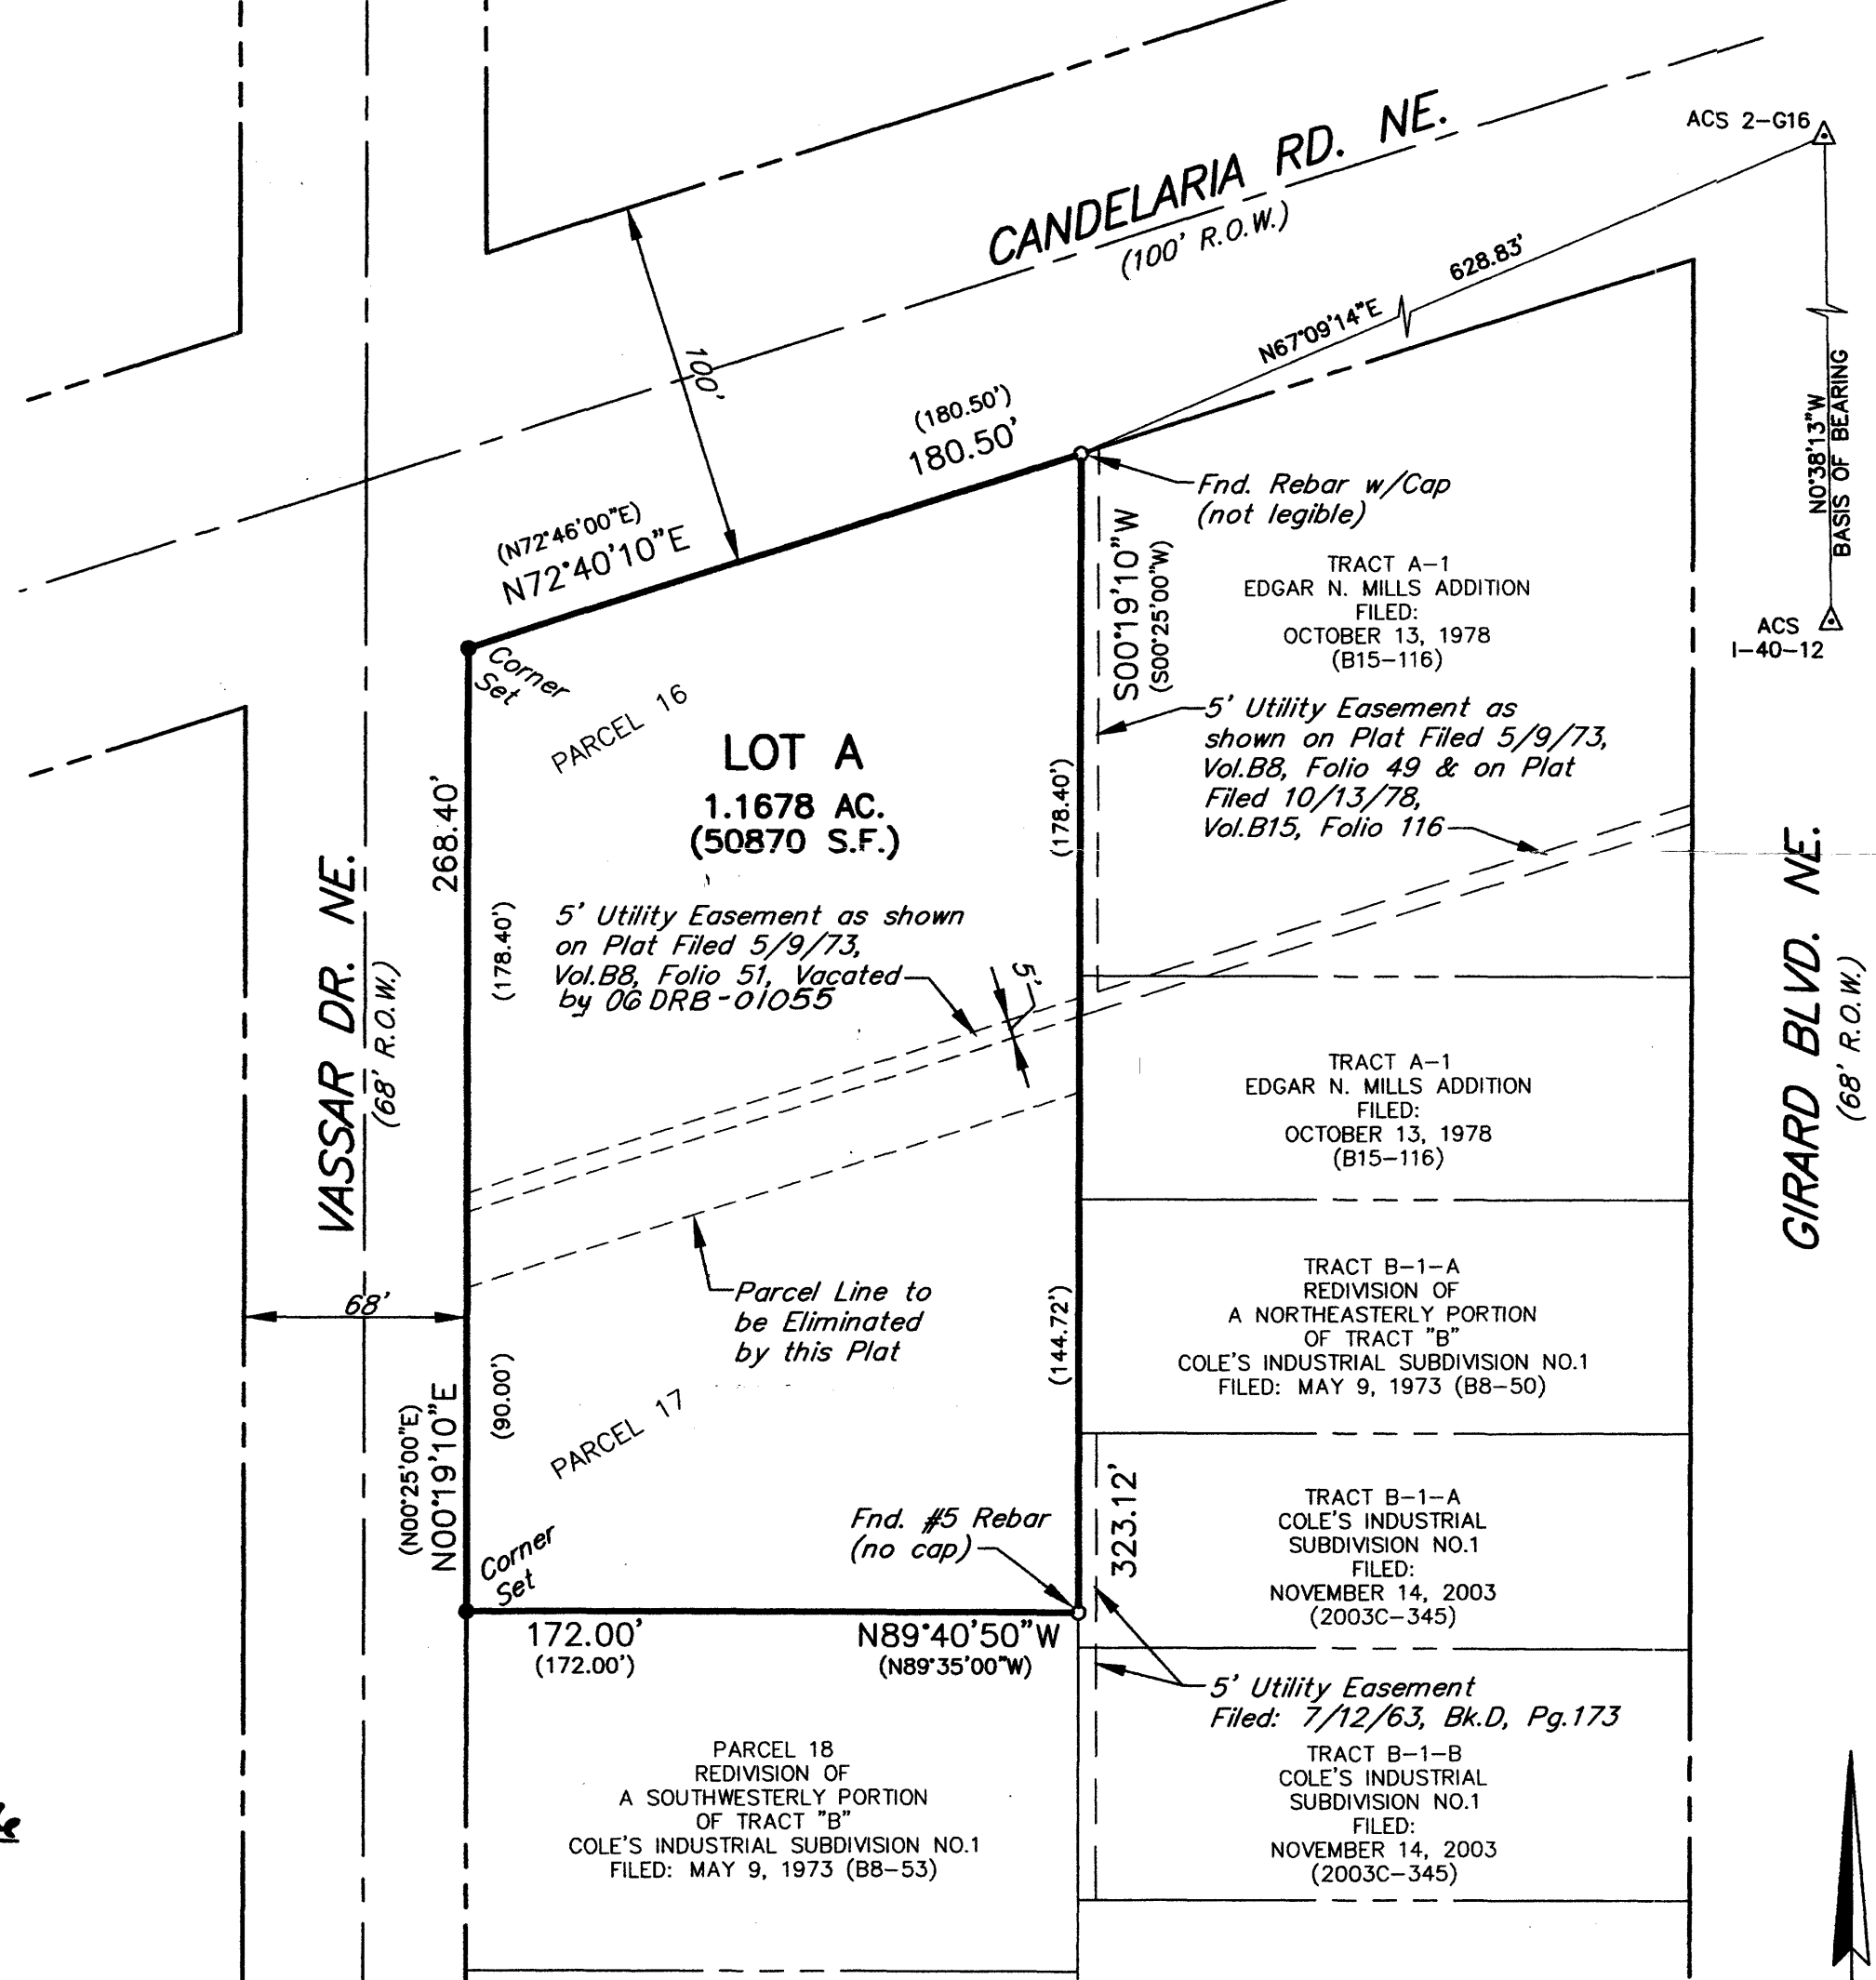 CANDELARIA RD. NE.
(100' R.O.W.)
ACS 2-G16
628.83'
N67°09'14"E
N0°38'13"W
BASIS OF BEARING
ACS
I-40-12
100'
(180.50')
180.50'
(N72°46'00"E)
N72°40'10"E
Fnd. Rebar w/Cap
(not legible)
S00°19'10"W
(S00°25'00"W)
TRACT A-1
EDGAR N. MILLS ADDITION
FILED:
OCTOBER 13, 1978
(B15-116)
Corner
Set
PARCEL 16
LOT A
1.1678 AC.
(50870 S.F.)
5' Utility Easement as
shown on Plat Filed 5/9/73,
Vol.B8, Folio 49 & on Plat
Filed 10/13/78,
Vol.B15, Folio 116
268.40'
(178.40')
(178.40')
VASSAR DR. NE.
(68' R.O.W.)
5' Utility Easement as shown
on Plat Filed 5/9/73,
Vol.B8, Folio 51, Vacated
by 06 DRB-01055
5'
GIRARD BLVD. NE.
(68' R.O.W.)
TRACT A-1
EDGAR N. MILLS ADDITION
FILED:
OCTOBER 13, 1978
(B15-116)
68'
Parcel Line to
be Eliminated
by this Plat
(144.72')
TRACT B-1-A
REDIVISION OF
A NORTHEASTERLY PORTION
OF TRACT "B"
COLE'S INDUSTRIAL SUBDIVISION NO.1
FILED: MAY 9, 1973 (B8-50)
(N00°25'00"E)
N00°19'10"E
(90.00')
PARCEL 17
Corner
Set
Fnd. #5 Rebar
(no cap)
323.12'
TRACT B-1-A
COLE'S INDUSTRIAL
SUBDIVISION NO.1
FILED:
NOVEMBER 14, 2003
(2003C-345)
172.00'
(172.00')
N89°40'50"W
(N89°35'00"W)
5' Utility Easement
Filed: 7/12/63, Bk.D, Pg.173
PARCEL 18
REDIVISION OF
A SOUTHWESTERLY PORTION
OF TRACT "B"
COLE'S INDUSTRIAL SUBDIVISION NO.1
FILED: MAY 9, 1973 (B8-53)
TRACT B-1-B
COLE'S INDUSTRIAL
SUBDIVISION NO.1
FILED:
NOVEMBER 14, 2003
(2003C-345)